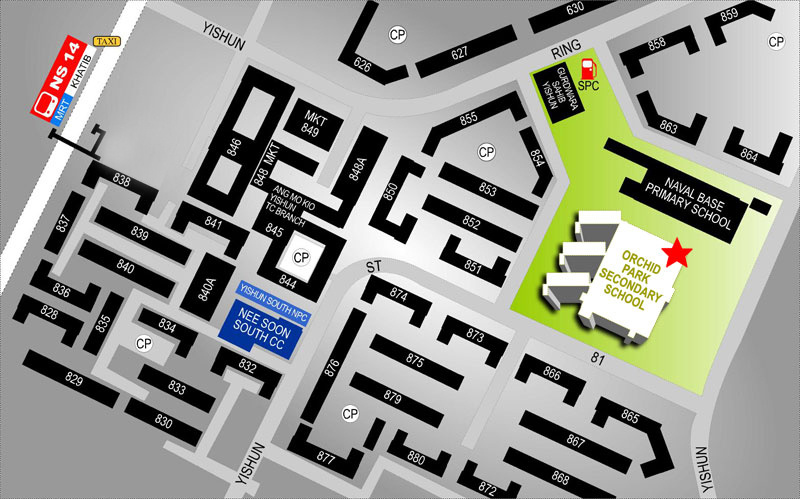 630
859
858
CP
CP
YISHUN
RING
627
626
TAXI
NS 14
KHATIB
MRT
SPC
GURDWARA
SAHIB
YISHUN
863
864
855
CP
854
MKT
849
846
848 MKT
848A
850
853
852
851
ANG MO KIO
YISHUN
TC BRANCH
845
CP
844
NAVAL BASE
PRIMARY SCHOOL
ORCHID
PARK
SECONDARY
SCHOOL
838
837
839
841
840
840A
836
828
835
834
CP
YISHUN SOUTH NPC
NEE SOON
SOUTH CC
832
829
833
830
ST
874
873
876
875
879
CP
877
880
872
81
866
865
867
868
YISHUN
YISHUN